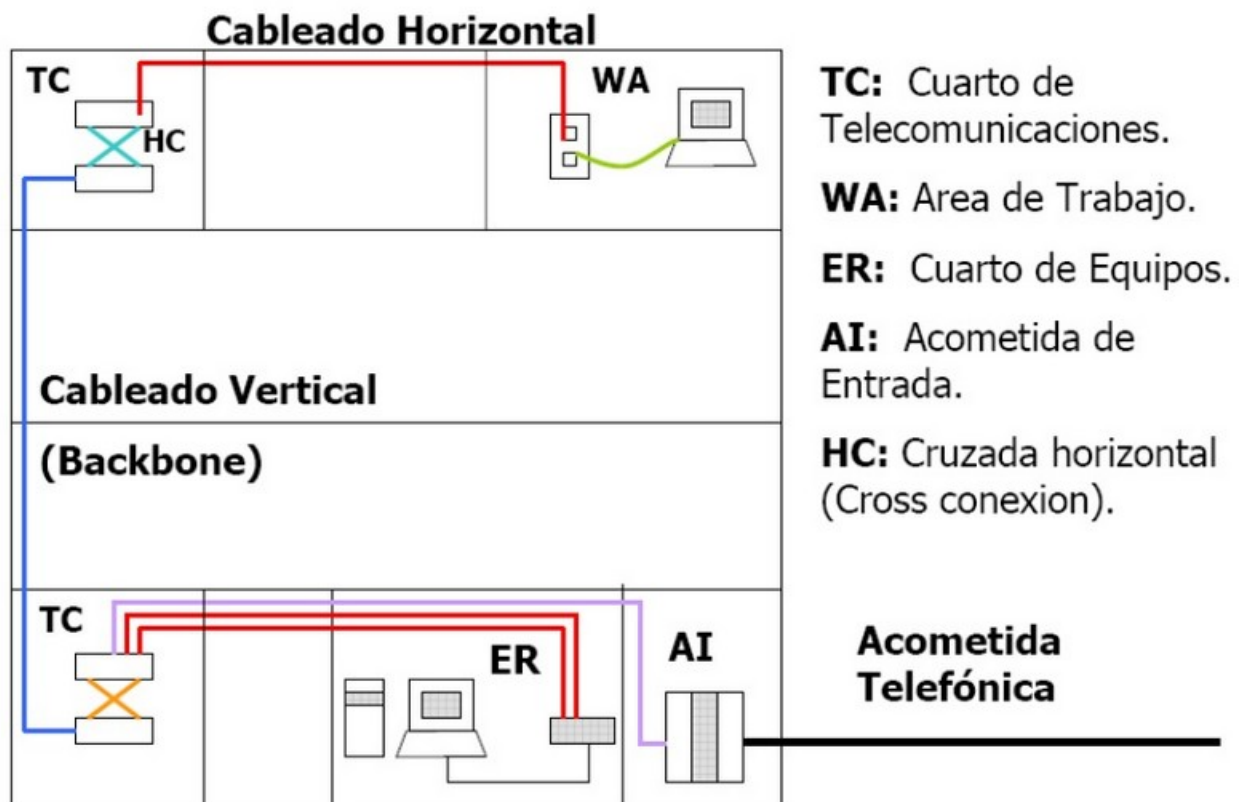 Cableado Horizontal
TC
HC
WA
Cableado Vertical
(Backbone)
TC
ER
AI
TC: Cuarto de
Telecomunicaciones.
WA: Area de Trabajo.
ER: Cuarto de Equipos.
AI: Acometida de
Entrada.
HC: Cruzada horizontal
(Cross conexion).
Acometida
Telefónica